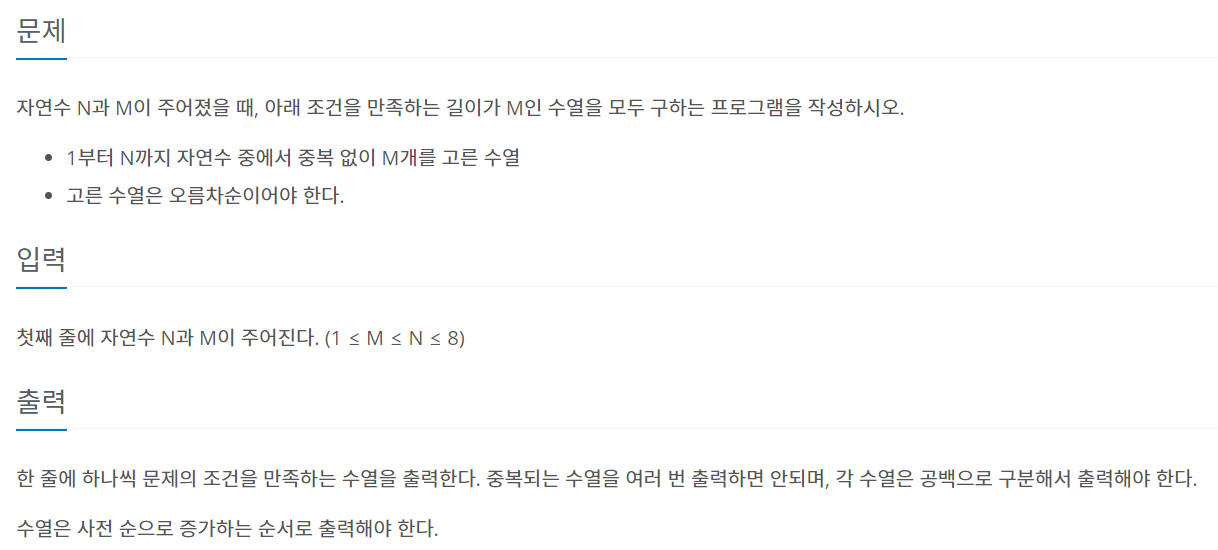 문제
자연수 N과 M이 주어졌을 때, 아래 조건을 만족하는 길이가 M인 수열을 모두 구하는 프로그램을 작성하시오.
• 1부터 N까지 자연수 중에서 중복 없이 M개를 고른 수열
• 고른 수열은 오름차순이어야 한다.
입력
첫째 줄에 자연수 N과 M이 주어진다. (1 ≤ M ≤ N ≤ 8)
출력
한 줄에 하나씩 문제의 조건을 만족하는 수열을 출력한다. 중복되는 수열을 여러 번 출력하면 안되며, 각 수열은 공백으로 구분해서 출력해야 한다.
수열은 사전 순으로 증가하는 순서로 출력해야 한다.